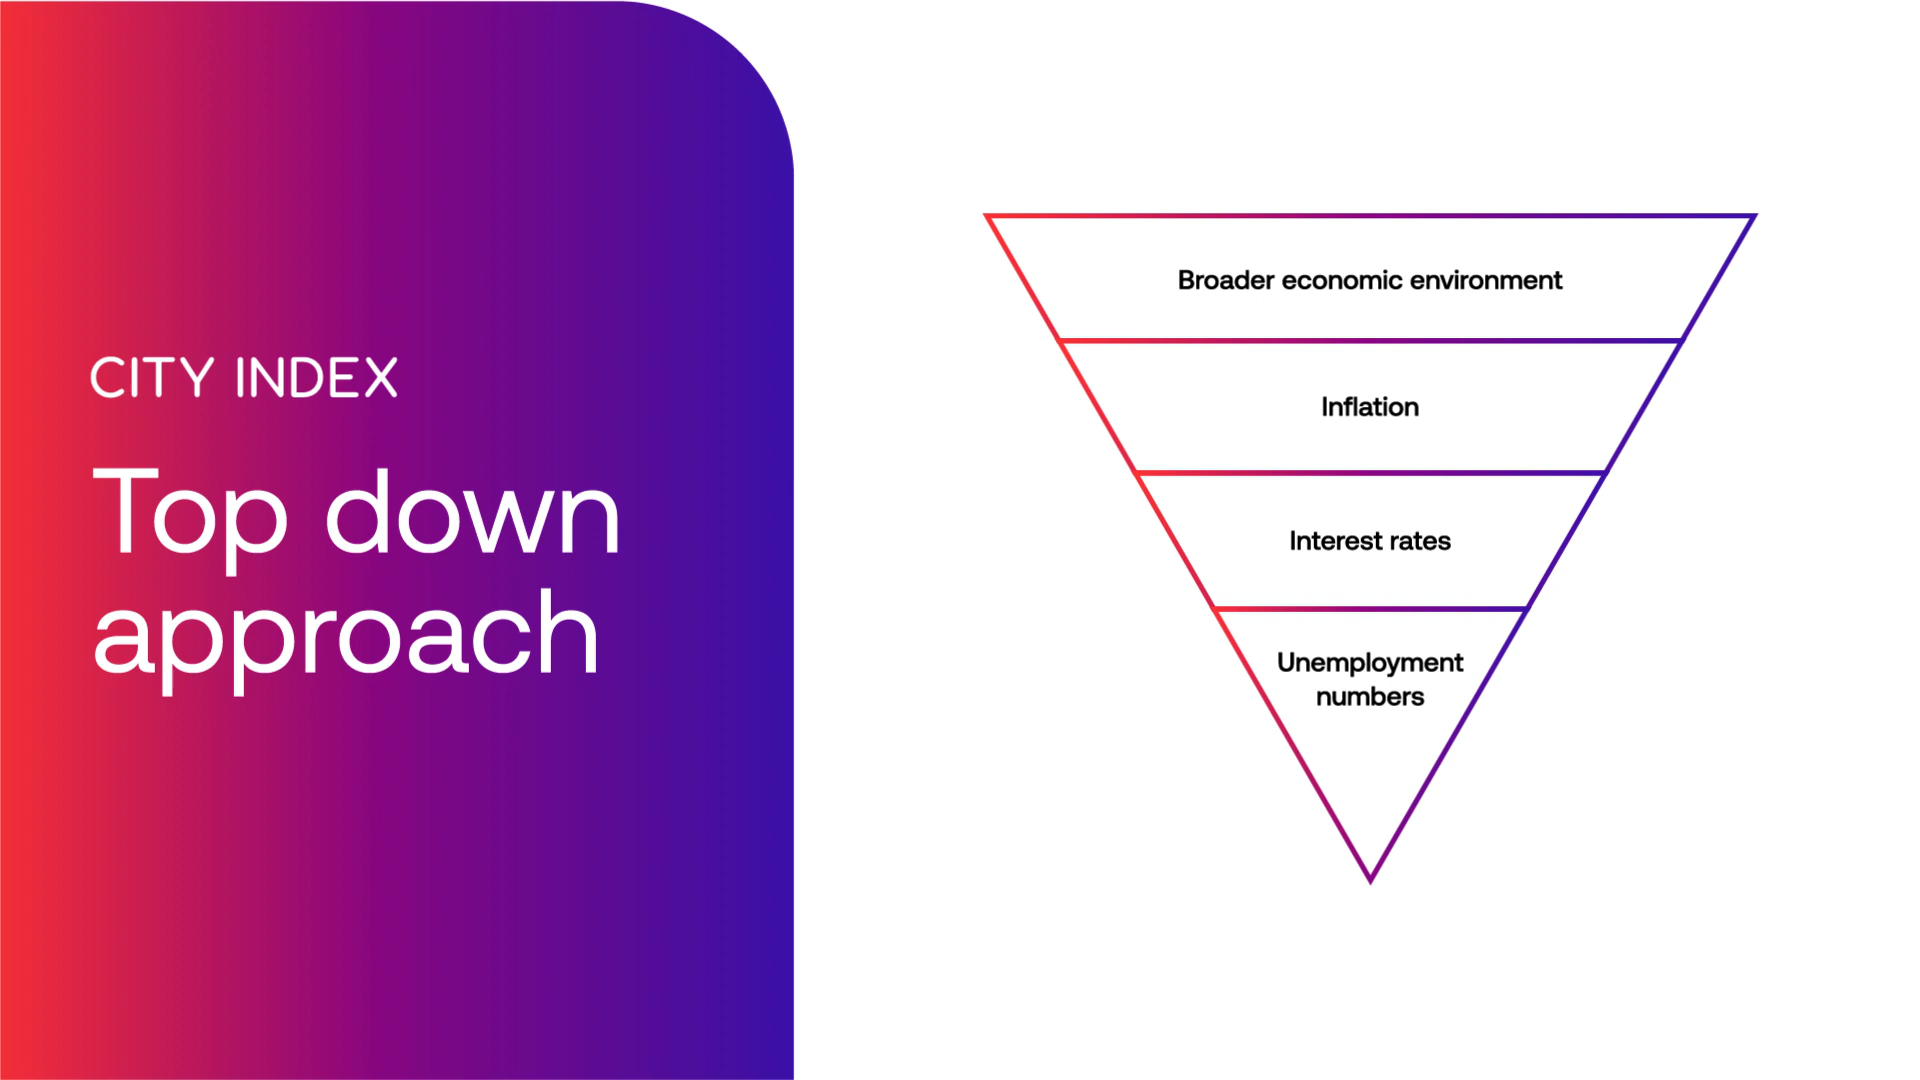 CITY INDEX
Top down
approach
Broader economic environment
Inflation
Interest rates
Unemployment
numbers